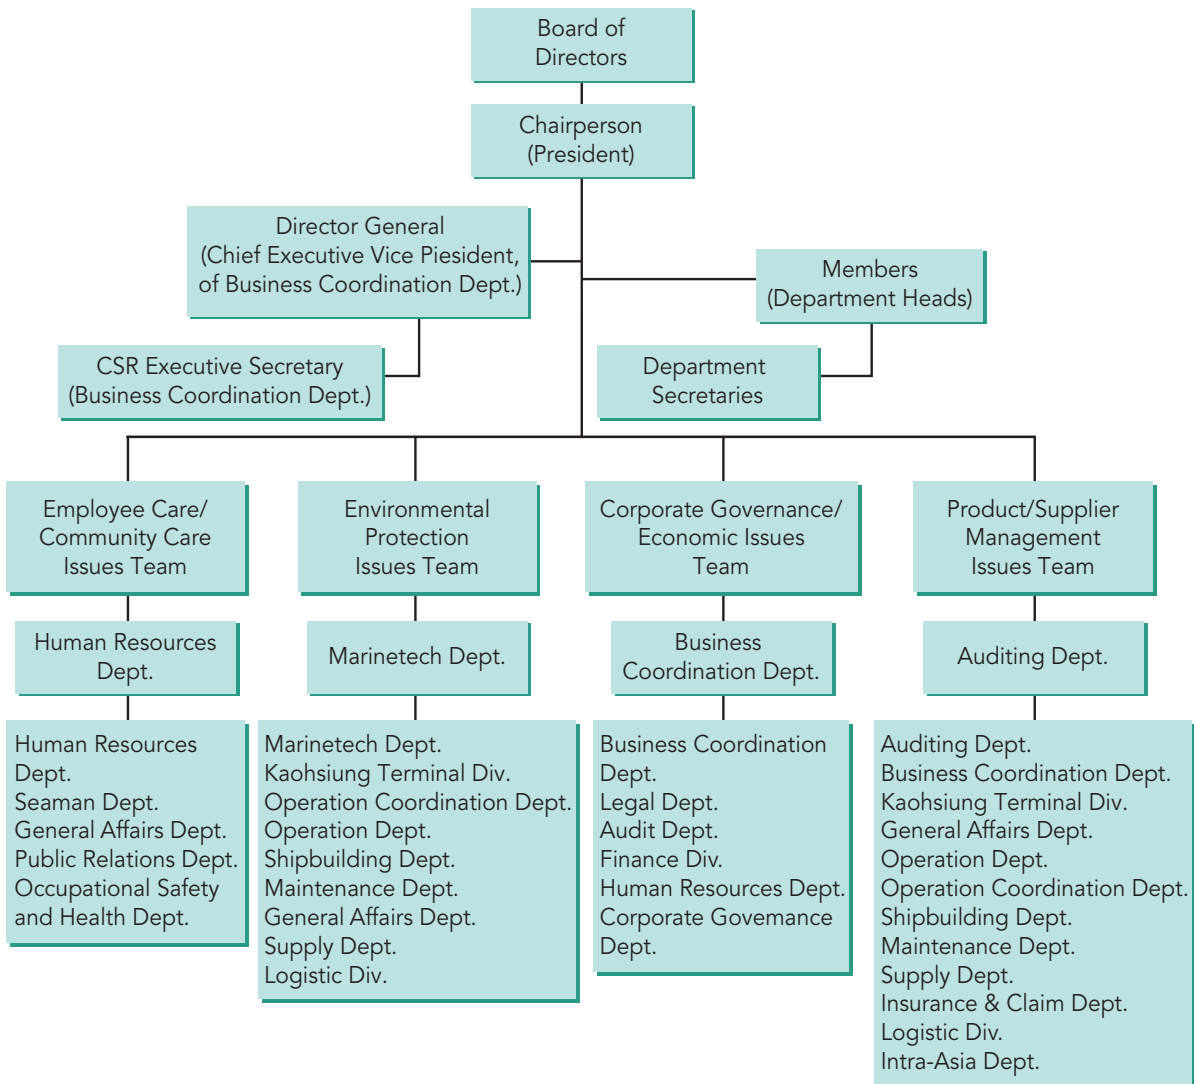 Board of
Directors
Chairperson
(President)
Director General
(Chief Executive Vice Piesident,
of Business Coordination Dept.)
Members
(Department Heads)
CSR Executive Secretary
(Business Coordination Dept.)
Department
Secretaries
Employee Care/
Community Care
Issues Team
Environmental
Protection
Issues Team
Corporate Governance/
Economic Issues
Team
Product/Supplier
Management
Issues Team
Human Resources
Dept.
Marinetech Dept.
Business
Coordination Dept.
Auditing Dept.
Human Resources
Dept.
Seaman Dept.
General Affairs Dept.
Public Relations Dept.
Occupational Safety
and Health Dept.
Marinetech Dept.
Kaohsiung Terminal Div.
Operation Coordination Dept.
Operation Dept.
Shipbuilding Dept.
Maintenance Dept.
General Affairs Dept.
Supply Dept.
Logistic Div.
Business Coordination
Dept.
Legal Dept.
Audit Dept.
Finance Div.
Human Resources Dept.
Corporate Govemance
Dept.
Auditing Dept.
Business Coordination Dept.
Kaohsiung Terminal Div.
General Affairs Dept.
Operation Dept.
Operation Coordination Dept.
Shipbuilding Dept.
Maintenance Dept.
Supply Dept.
Insurance & Claim Dept.
Logistic Div.
Intra-Asia Dept.